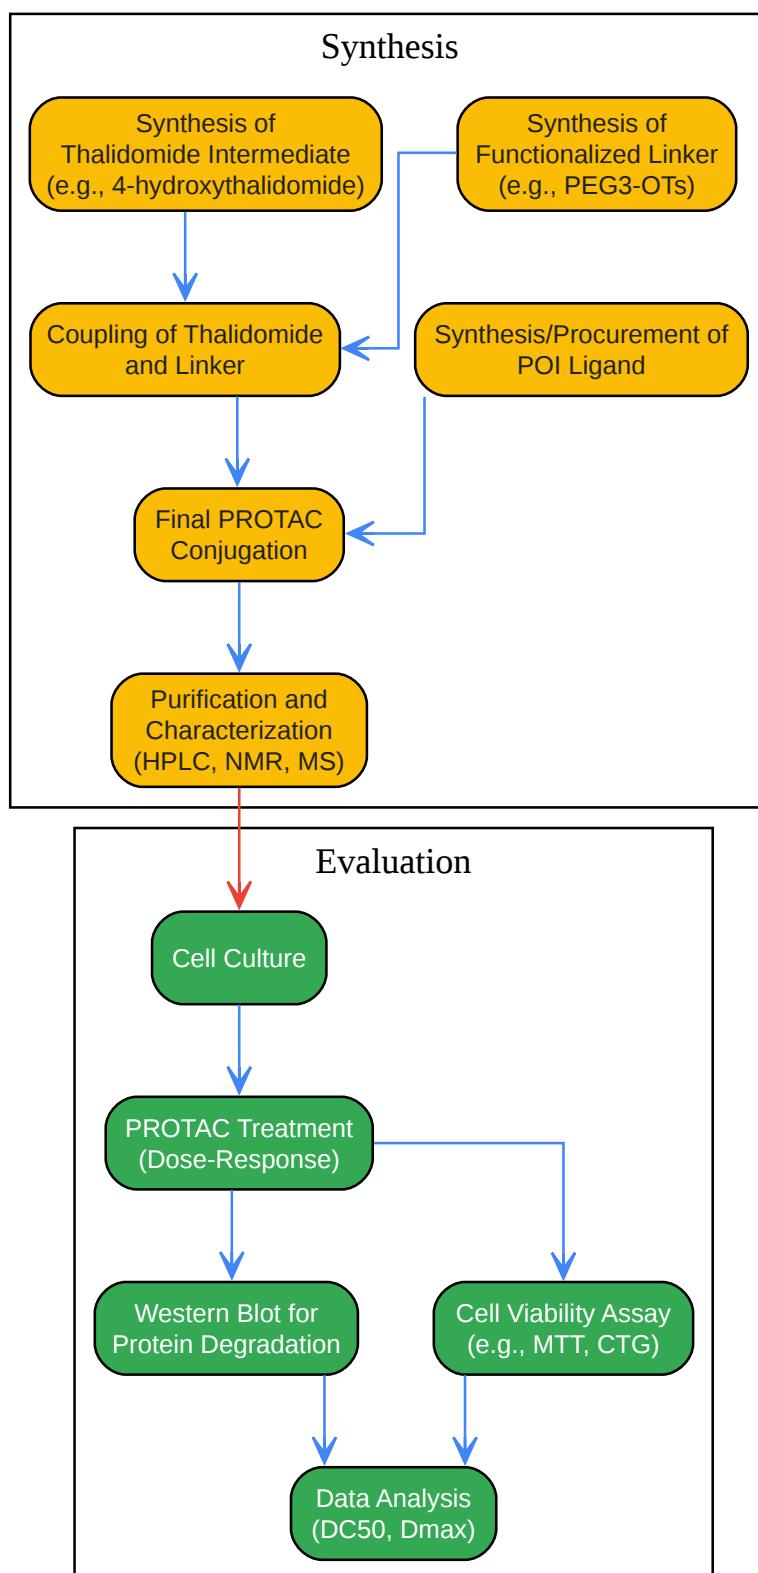 Synthesis
Synthesis of
Thalidomide Intermediate
(e.g., 4-hydroxythalidomide)
Synthesis of
Functionalized Linker
(e.g., PEG3-OTs)
Coupling of Thalidomide
and Linker
Synthesis/Procurement of
POI Ligand
Final PROTAC
Conjugation
Purification and
Characterization
(HPLC, NMR, MS)
Evaluation
Cell Culture
PROTAC Treatment
(Dose-Response)
Western Blot for
Protein Degradation
Cell Viability Assay
(e.g., MTT, CTG)
Data Analysis
(DC50, Dmax)